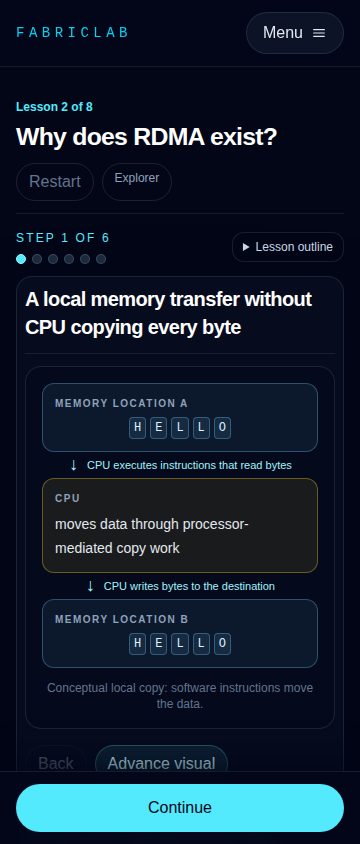 FABRICLAB
Menu
Lesson 2 of 8
Why does RDMA exist?
Restart
Explorer
STEP 1 OF 6
Lesson outline
A local memory transfer without
CPU copying every byte
MEMORY LOCATION A
H E L L O
↓ CPU executes instructions that read bytes
CPU
moves data through processor-
mediated copy work
↓ CPU writes bytes to the destination
MEMORY LOCATION B
H E L L O
Conceptual local copy: software instructions move
the data.
Back
Advance visual
Continue